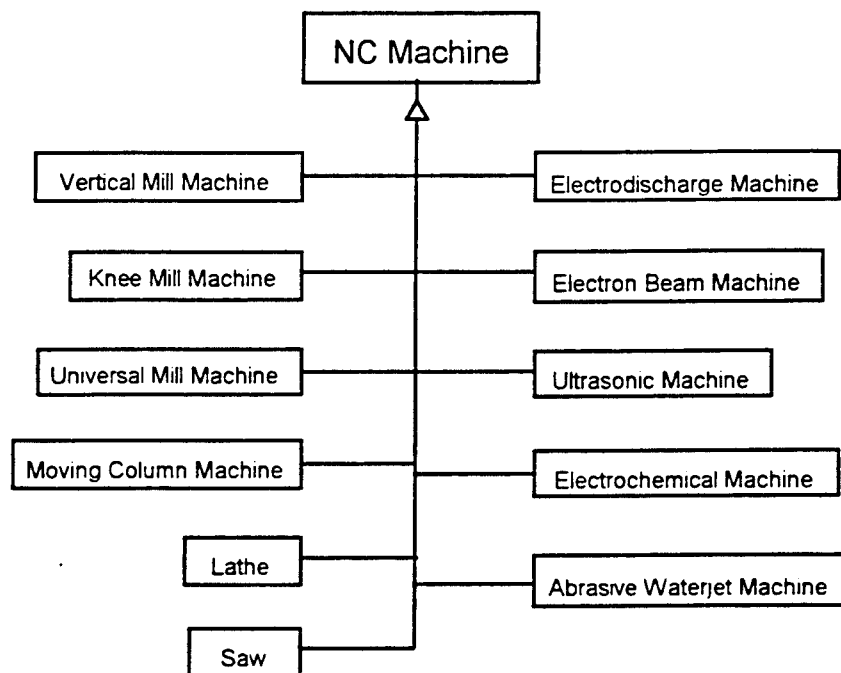 NC Machine
Vertical Mill Machine
Electrodischarge Machine
Knee Mill Machine
Electron Beam Machine
Universal Mill Machine
Ultrasonic Machine
Moving Column Machine
Electrochemical Machine
Lathe
Abrasive Waterjet Machine
Saw